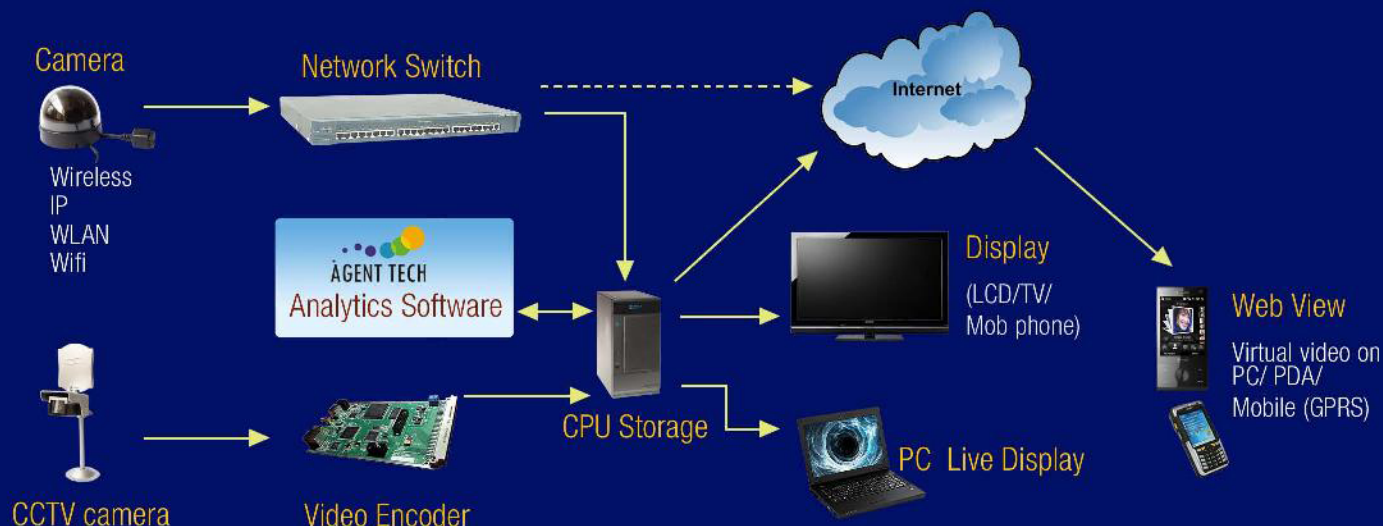 Camera
Network Switch
Internet
Wireless
IP
WLAN
Wifi
ÀGENT TECH
Analytics Software
Display
(LCD/TV/
Mob phone)
Web View
Virtual video on
PC/ PDA/
Mobile (GPRS)
CPU Storage
PC Live Display
CCTV camera
Video Encoder